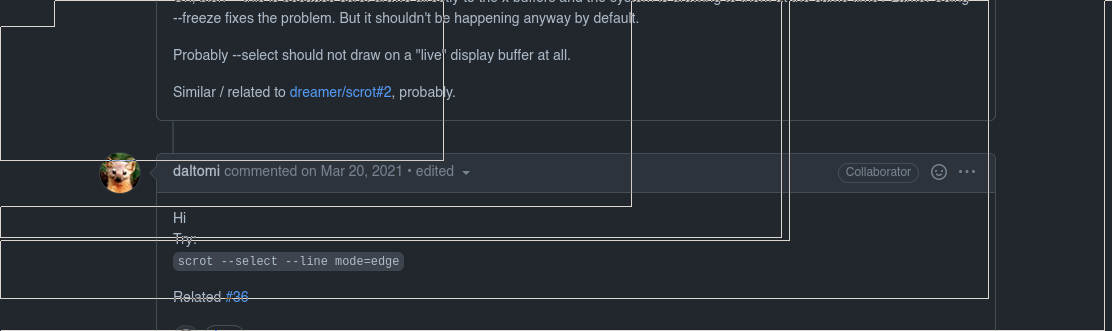 --freeze fixes the problem. But it shouldn't be happening anyway by default.
Probably --select should not draw on a "live" display buffer at all.
Similar / related to dreamer/scrot#2, probably.
daltomi commented on Mar 20, 2021 • edited
Collaborator
Hi
Try:
scrot --select --line mode=edge
Related #36